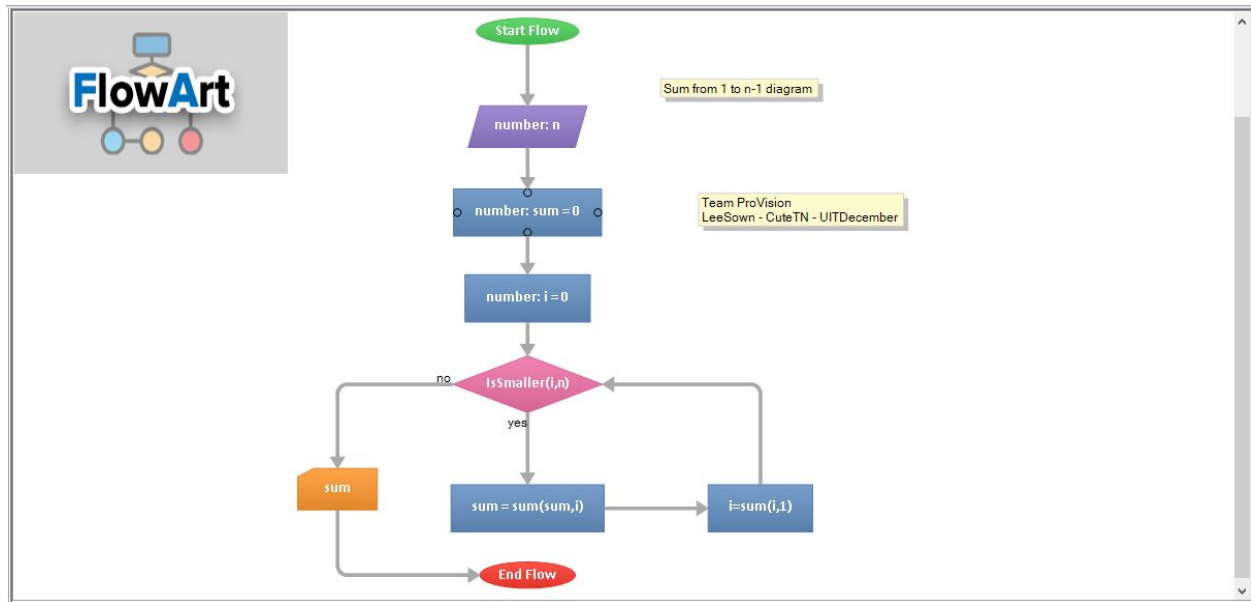 FlowArt
Start Flow
Sum from 1 to n-1 diagram
number: n
Team ProVision
LeeSown - CuteTN - UITDecember
number: sum = 0
number: i = 0
no
IsSmaller(i,n)
yes
sum
sum = sum(sum,i)
i=sum(i,1)
End Flow